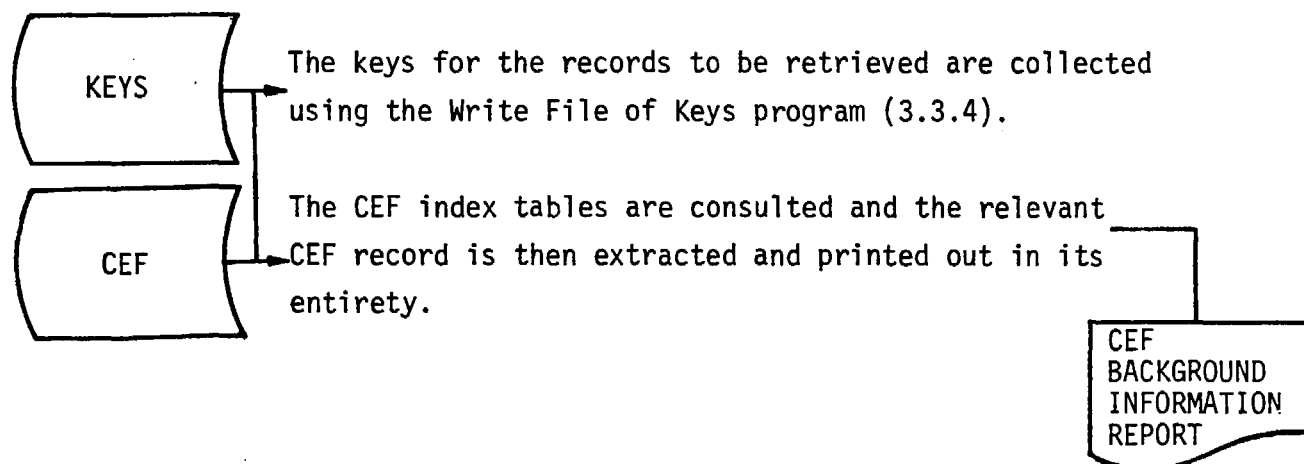 KEYS
The keys for the records to be retrieved are collected
using the Write File of Keys program (3.3.4).
CEF
The CEF index tables are consulted and the relevant
CEF record is then extracted and printed out in its
entirety.
CEF
BACKGROUND
INFORMATION
REPORT